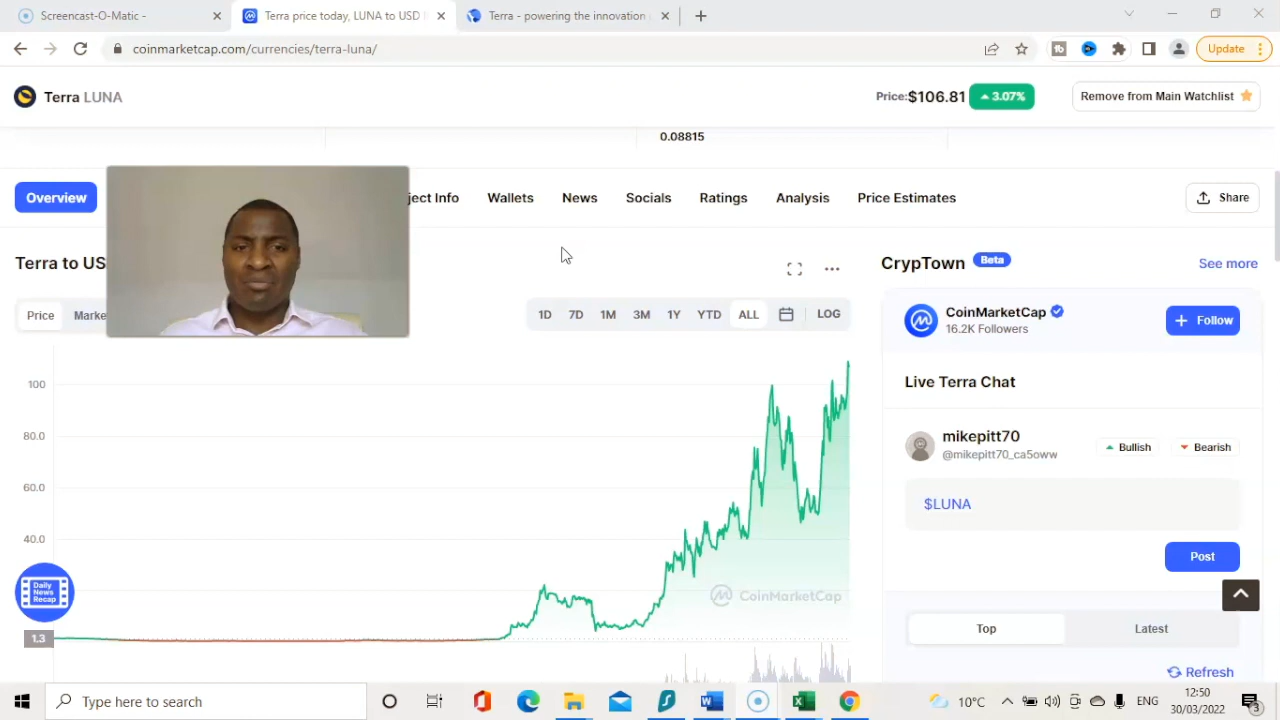 Screencast-O-Matic -
Terra price today, LUNA to USD l
Terra - powering the innovation o
coinmarketcap.com/currencies/terra-luna/
Update
Terra LUNA
Price:$106.81 3.07%
Remove from Main Watchlist
0.08815
Overview
ject Info
Wallets
News
Socials
Ratings
Analysis
Price Estimates
Share
Terra to US
CrypTown Beta
See more
Price
Marke
1D 7D 1M 3M 1Y YTD ALL LOG
CoinMarketCap
16.2K Followers
Follow
Live Terra Chat
100
80.0
60.0
40.0
1.3
CoinMarketCap
mikepitt70
@mikepitt70_ca5oww
Bullish
Bearish
$LUNA
Post
Daily
News
Recap
Top
Latest
Refresh
Type here to search
10°C
ENG
12:50
30/03/2022
3